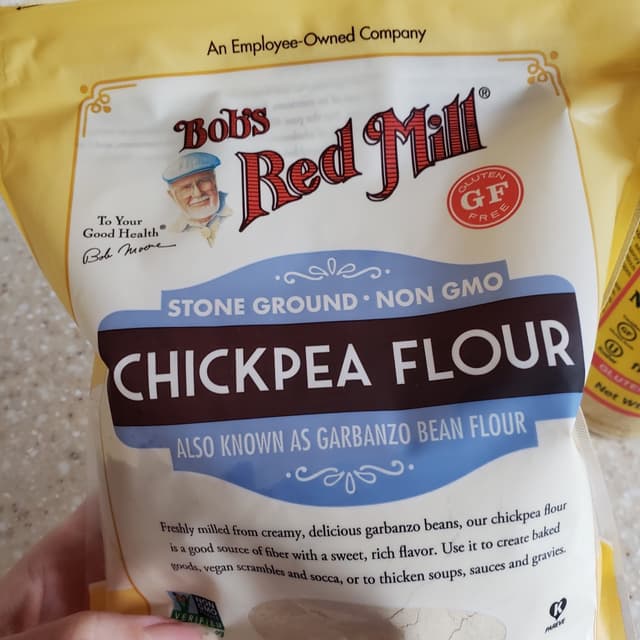 An Employee-Owned Company
Bob's
Red Mill®
GLUTEN
GF
FREE
To Your
Good Health®
Bob Moore
STONE GROUND · NON GMO
CHICKPEA FLOUR
ALSO KNOWN AS GARBANZO BEAN FLOUR
Freshly milled from creamy, delicious garbanzo beans, our chickpea flour
is a good source of fiber with a sweet, rich flavor. Use it to create baked
goods, vegan scrambles and socca, or to thicken soups, sauces and gravies.
VERIFIED
K
PAREVE
Net